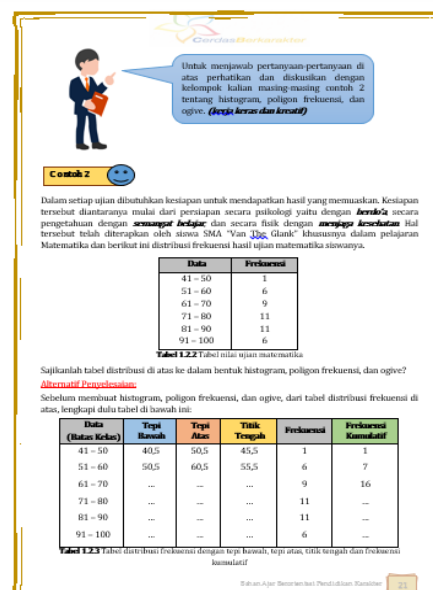 CerdasBerkarakter
Untuk menjawab pertanyaan-pertanyaan di
atas perhatikan dan diskusikan dengan
kelompok kalian masing-masing contoh 2
tentang histogram, poligon frekuensi, dan
ogive. (kerja keras dan kreatif)
Contoh 2
Dalam setiap ujian dibutuhkan kesiapan untuk mendapatkan hasil yang memuaskan. Kesiapan
tersebut diantaranya mulai dari persiapan secara psikologi yaitu dengan berdo'a, secara
pengetahuan dengan semangat belajar, dan secara fisik dengan menjaga kesehatan. Hal
tersebut telah diterapkan oleh siswa SMA "Van The Glank" khususnya dalam pelajaran
Matematika dan berikut ini distribusi frekuensi hasil ujian matematika siswanya.
Data Frekuensi
41 – 50 1
51 – 60 6
61 – 70 9
71 – 80 11
81 – 90 11
91 – 100 6
Tabel 1.2.2 Tabel nilai ujian matematika
Sajikanlah tabel distribusi di atas ke dalam bentuk histogram, poligon frekuensi, dan ogive?
Alternatif Penyelesaian:
Sebelum membuat histogram, poligon frekuensi, dan ogive, dari tabel distribusi frekuensi di
atas, lengkapi dulu tabel di bawah ini:
Data (Batas Kelas) Tepi Bawah Tepi Atas Titik Tengah Frekuensi Frekuensi Kumulatif
41 – 50 40,5 50,5 45,5 1 1
51 – 60 50,5 60,5 55,5 6 7
61 – 70 ... ... ... 9 16
71 – 80 ... ... ... 11 ...
81 – 90 ... ... ... 11 ...
91 – 100 ... ... ... 6 ...
Tabel 1.2.3 Tabel distribusi frekuensi dengan tepi bawah, tepi atas, titik tengah dan frekuensi
kumulatif
Bahan Ajar Berorientasi Pendidikan Karakter 21